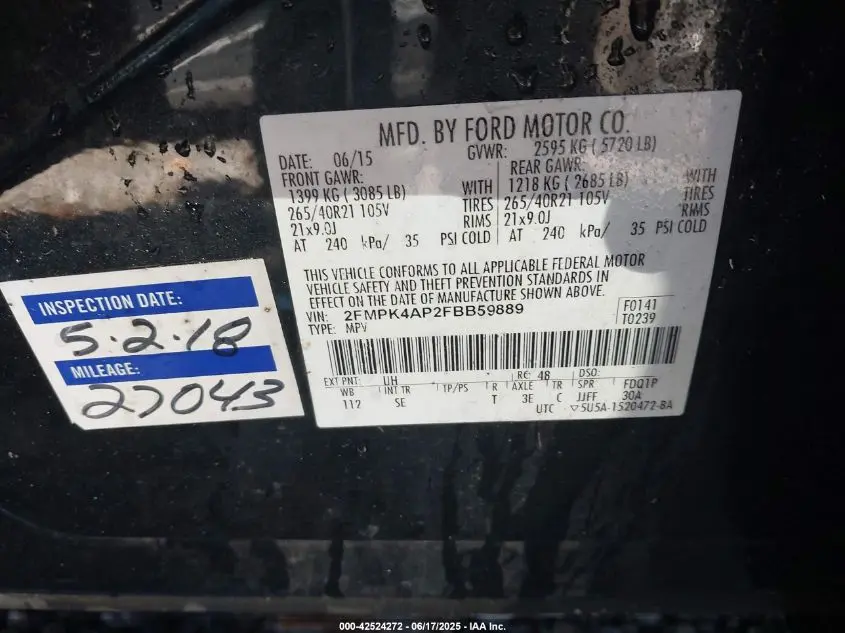 MFD. BY FORD MOTOR CO.
DATE: 06/15 GVWR: 2595 KG ( 5720 LB)
FRONT GAWR: REAR GAWR:
1399 KG ( 3085 LB) WITH 1218 KG ( 2685 LB) WITH
265/40R21 105V TIRES 265/40R21 105V TIRES
21x9.0J RIMS 21x9.0J RIMS
AT 240 kPa/ 35 PSI COLD AT 240 kPa/ 35 PSI COLD
THIS VEHICLE CONFORMS TO ALL APPLICABLE FEDERAL MOTOR
VEHICLE SAFETY AND THEFT PREVENTION STANDARDS IN
EFFECT ON THE DATE OF MANUFACTURE SHOWN ABOVE.
VIN: 2FMPK4AP2FBB59889 F0141
TYPE: MPV T0239
EXT PNT: UH RC: 48 DSO:
WB INT TR TP/PS R AXLE TR SPR FDQ1P
112 SE T 3E C JJFF 30A
UTC ▽5U5A-1520472-BA
INSPECTION DATE:
5-2-18
MILEAGE:
27043
000-42524272 - 06/17/2025 - IAA Inc.